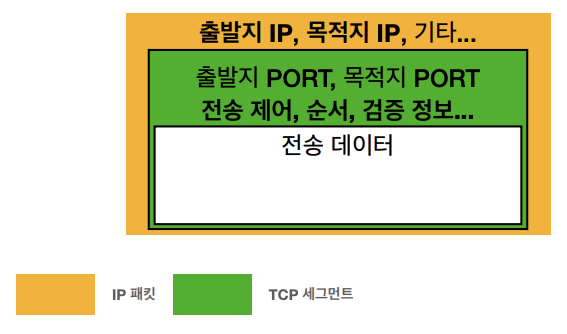 출발지 IP, 목적지 IP, 기타...
출발지 PORT, 목적지 PORT
전송 제어, 순서, 검증 정보...
전송 데이터
IP 패킷
TCP 세그먼트